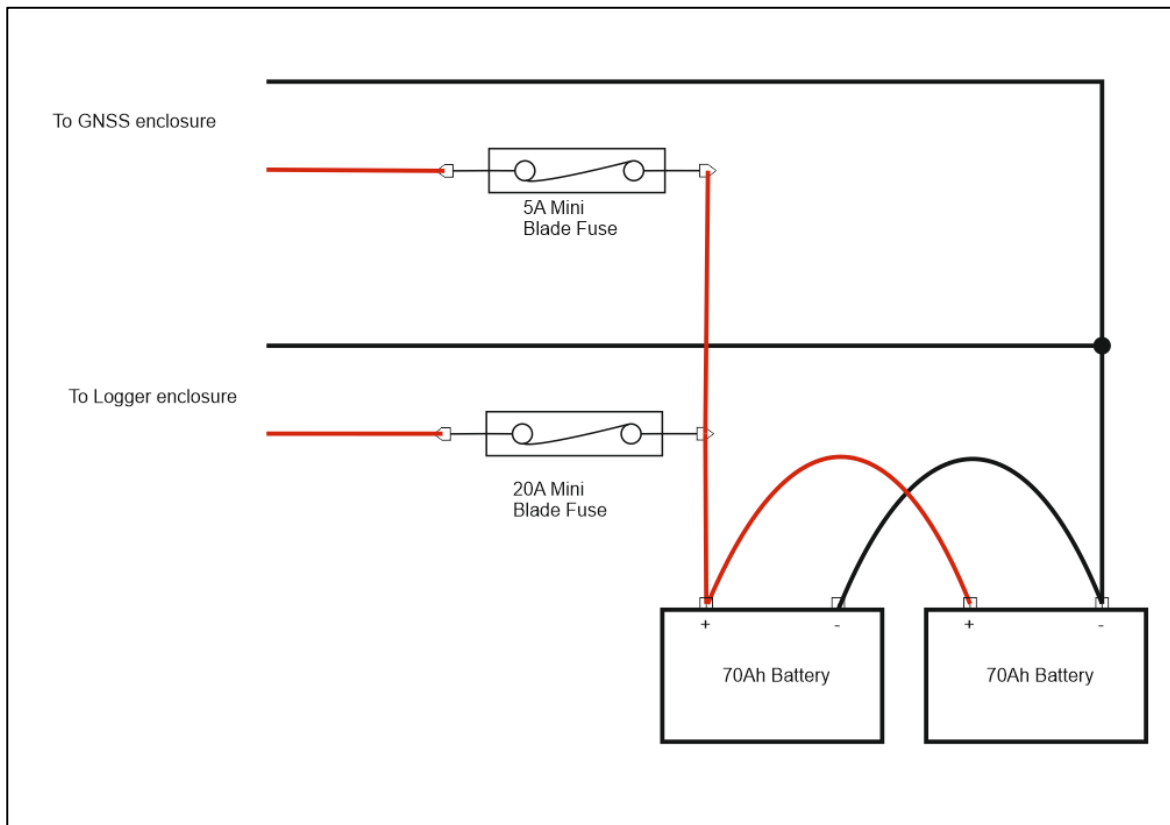 To GNSS enclosure
5A Mini
Blade Fuse
To Logger enclosure
20A Mini
Blade Fuse
+
-
+
-
70Ah Battery
70Ah Battery